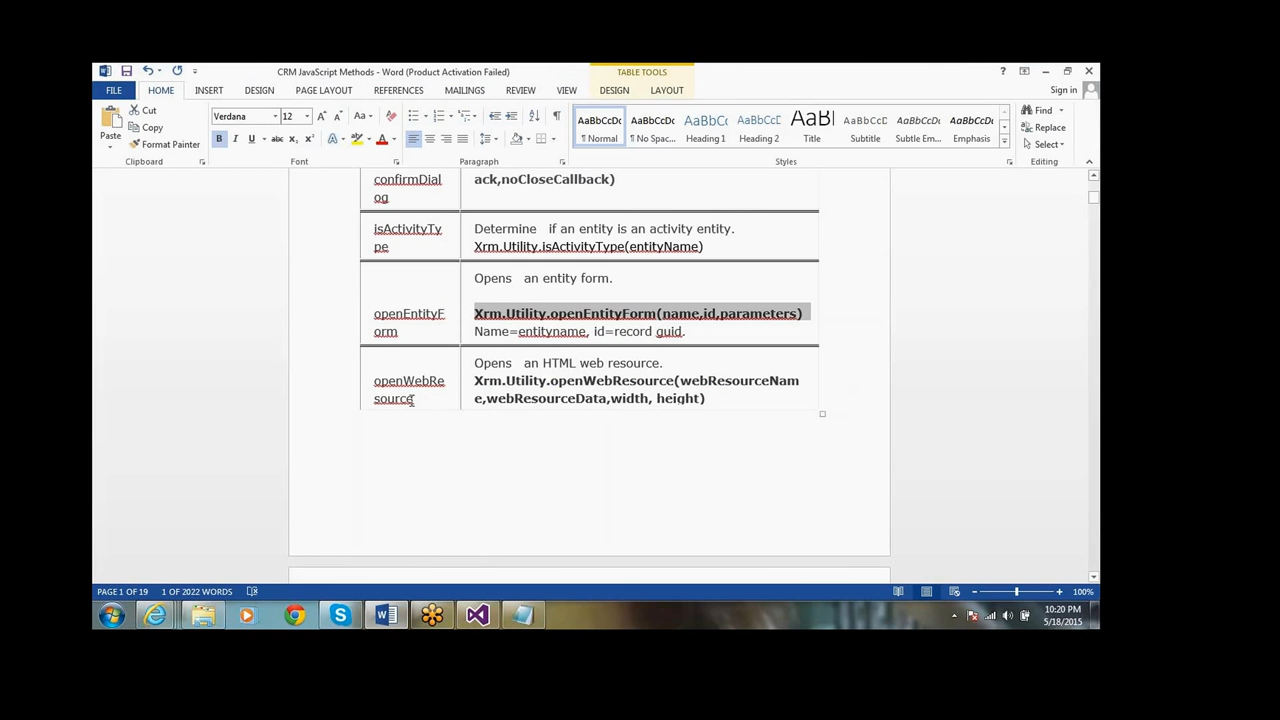 CRM JavaScript Methods - Word (Product Activation Failed)
TABLE TOOLS
?
FILE HOME INSERT DESIGN PAGE LAYOUT REFERENCES MAILINGS REVIEW VIEW DESIGN LAYOUT Sign in
Paste
Cut
Copy
Format Painter
Clipboard
Verdana 12
B I U
Font
Paragraph
AaBbCcDc AaBbCcDc AaBbCc AaBbCcD AaBl AaBbCcD AaBbCcDt AaBbCcDt
¶ Normal ¶ No Spac... Heading 1 Heading 2 Title Subtitle Subtle Em... Emphasis
Styles
Find
Replace
Select
Editing
confirmDial
og
ack,noCloseCallback)
isActivityTy
pe
Determine if an entity is an activity entity.
Xrm.Utility.isActivityType(entityName)
openEntityF
orm
Opens an entity form.
Xrm.Utility.openEntityForm(name,id,parameters)
Name=entityname, id=record guid.
openWebRe
source
Opens an HTML web resource.
Xrm.Utility.openWebResource(webResourceNam
e,webResourceData,width, height)
PAGE 1 OF 19 1 OF 2022 WORDS 100%
10:20 PM
5/18/2015